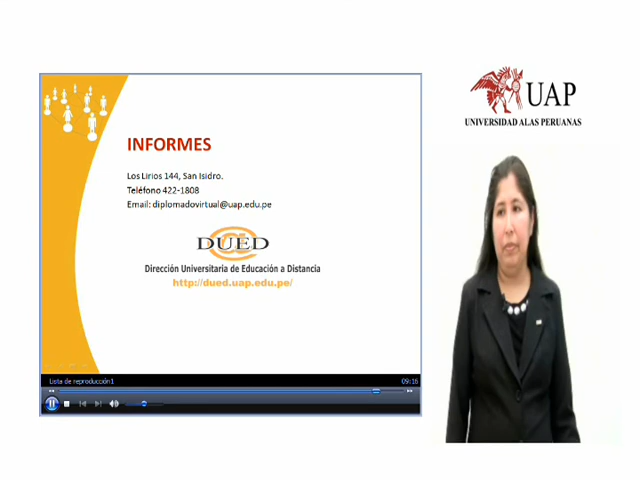 INFORMES
Los Lirios 144, San Isidro.
Teléfono 422-1808
Email: diplomadovirtual@uap.edu.pe
DUED
Dirección Universitaria de Educación a Distancia
http://dued.uap.edu.pe/
Lista de reproducción1
09:16
UAP
UNIVERSIDAD ALAS PERUANAS